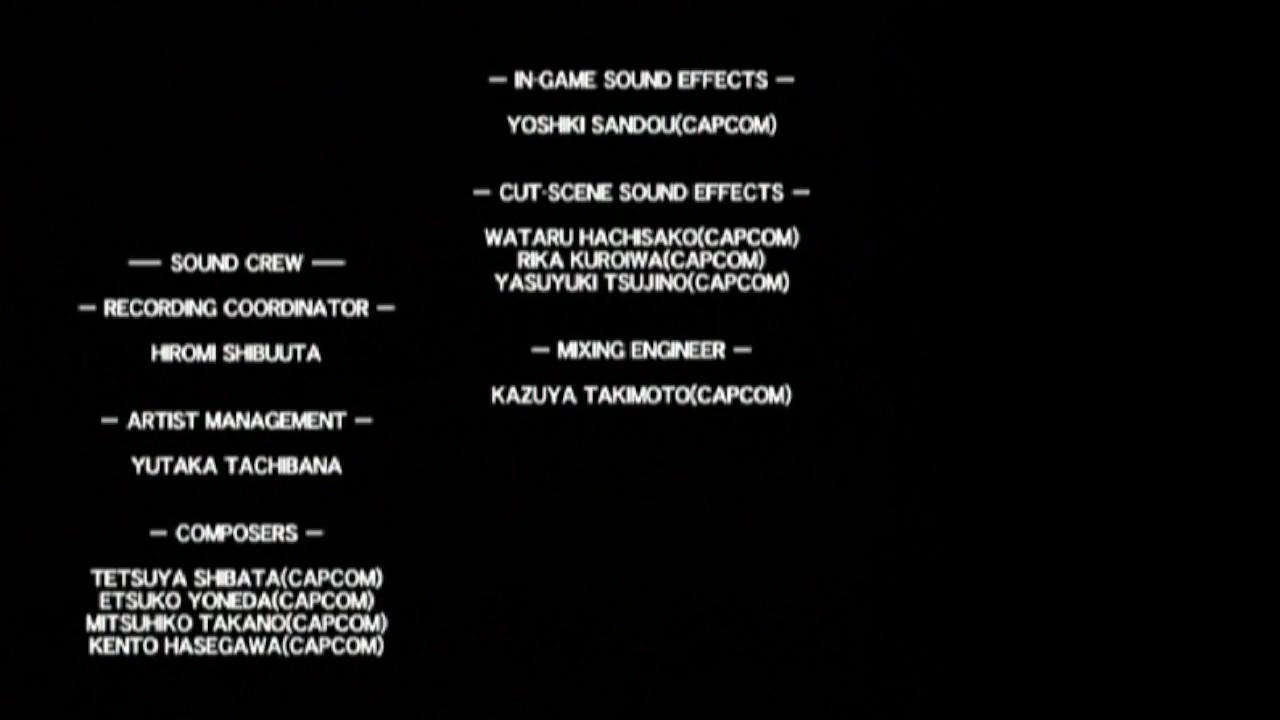 — SOUND CREW —
— RECORDING COORDINATOR —
HIROMI SHIBUUTA
— ARTIST MANAGEMENT —
YUTAKA TACHIBANA
— COMPOSERS —
TETSUYA SHIBATA(CAPCOM)
ETSUKO YONEDA(CAPCOM)
MITSUHIKO TAKANO(CAPCOM)
KENTO HASEGAWA(CAPCOM)
— IN-GAME SOUND EFFECTS —
YOSHIKI SANDOU(CAPCOM)
— CUT-SCENE SOUND EFFECTS —
WATARU HACHISAKO(CAPCOM)
RIKA KUROIWA(CAPCOM)
YASUYUKI TSUJINO(CAPCOM)
— MIXING ENGINEER —
KAZUYA TAKIMOTO(CAPCOM)